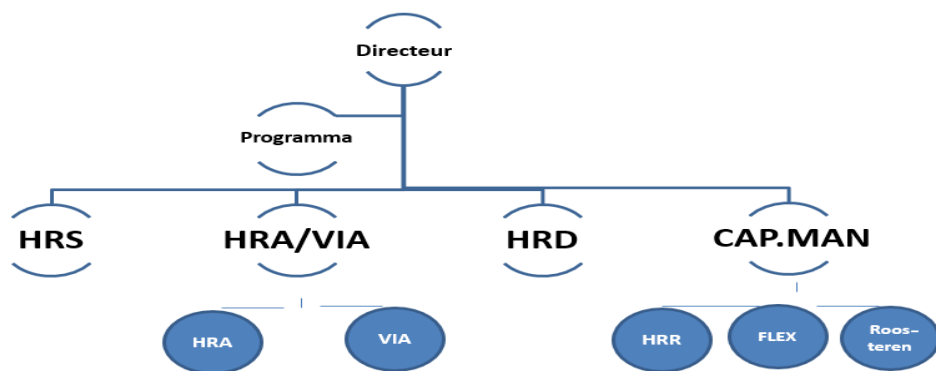 Directeur
Programma
HRS
HRA/VIA
HRD
CAP.MAN
HRA
VIA
HRR
FLEX
Roos-
teren